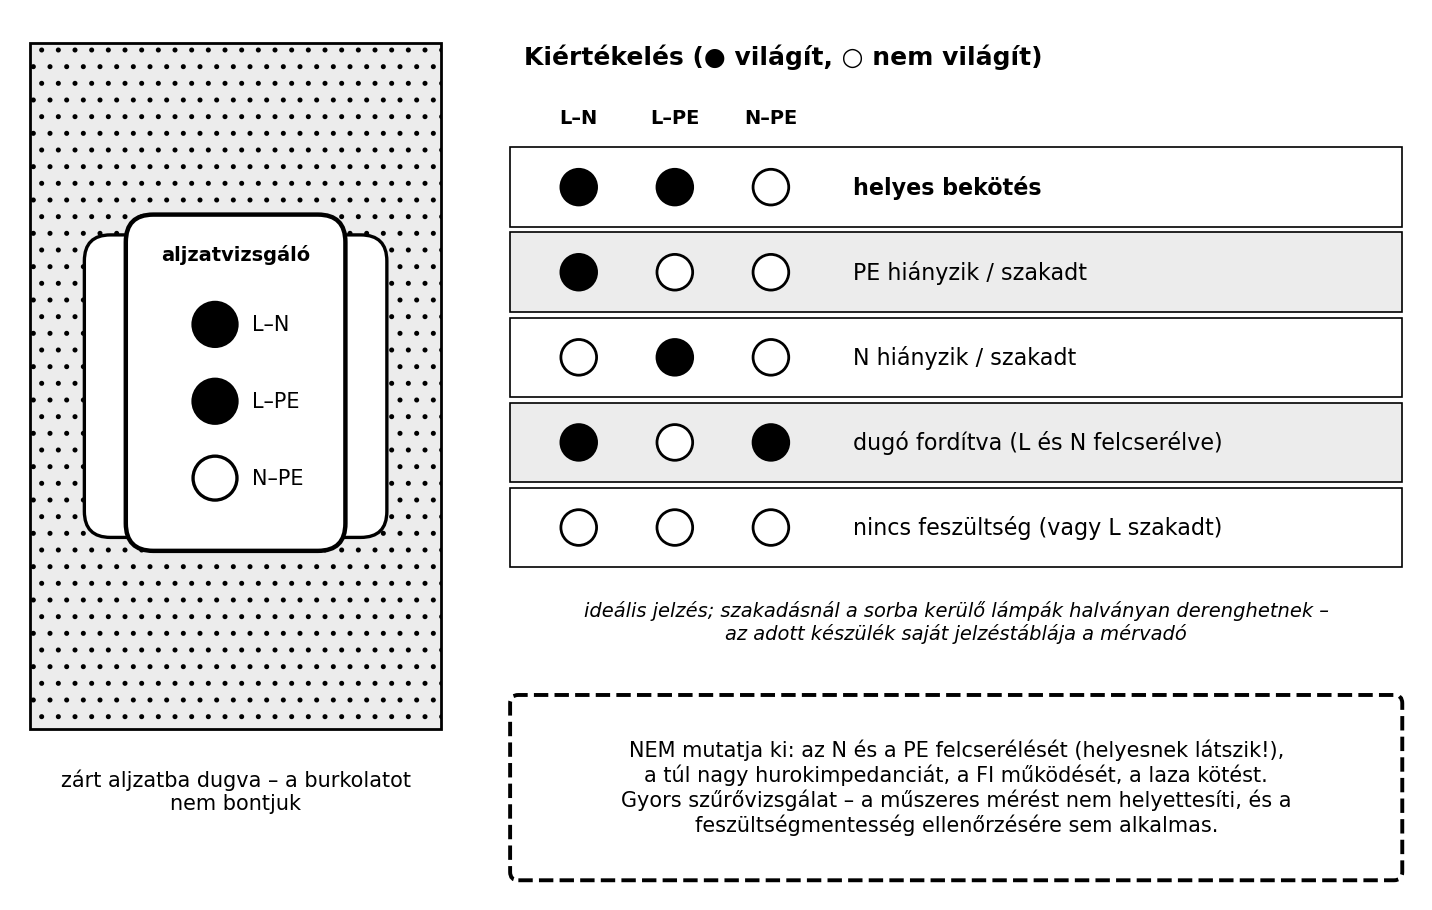 aljzatvizsgáló
L–N
L–PE
N–PE
zárt aljzatba dugva – a burkolatot
nem bontjuk
Kiértékelés (● világít, ○ nem világít)
L–N L–PE N–PE
helyes bekötés
PE hiányzik / szakadt
N hiányzik / szakadt
dugó fordítva (L és N felcserélve)
nincs feszültség (vagy L szakadt)
ideális jelzés; szakadásnál a sorba kerülő lámpák halványan derenghetnek –
az adott készülék saját jelzéstáblája a mérvadó
NEM mutatja ki: az N és a PE felcserélését (helyesnek látszik!),
a túl nagy hurokimpedanciát, a FI működését, a laza kötést.
Gyors szűrővizsgálat – a műszeres mérést nem helyettesíti, és a
feszültségmentesség ellenőrzésére sem alkalmas.